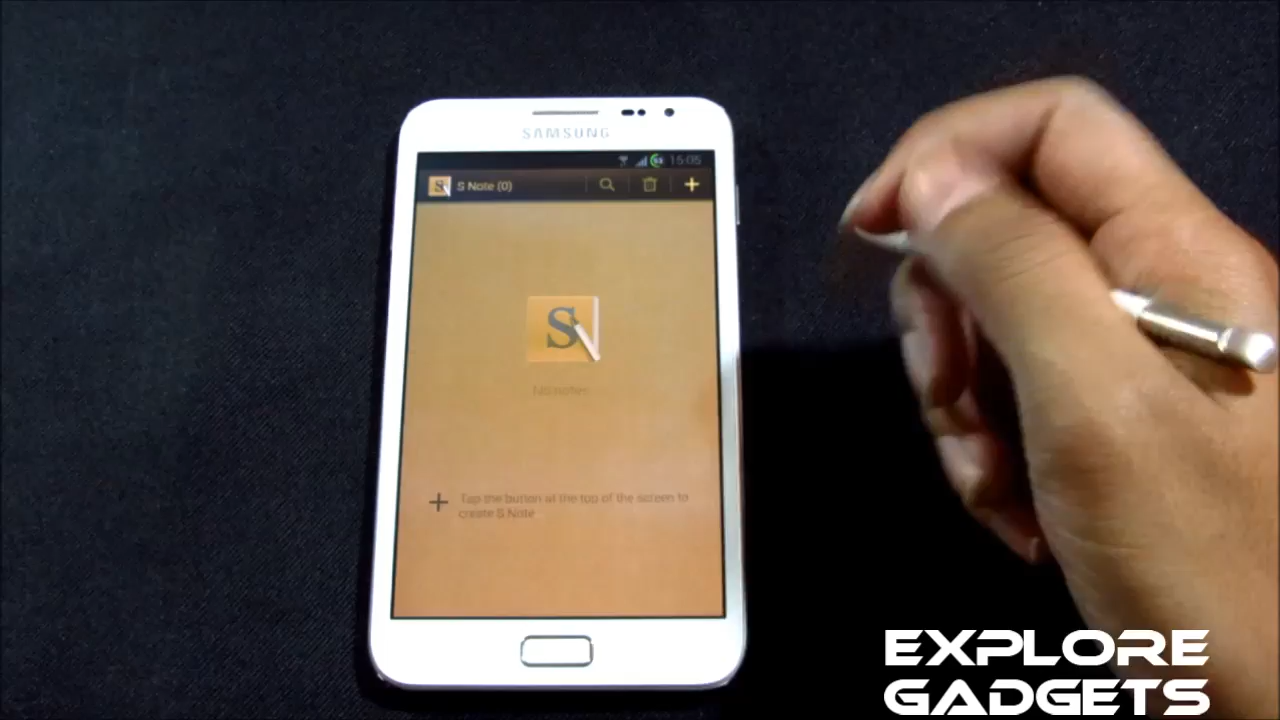 SAMSUNG
15:05
S Note (0)
S
No notes
Tap the button at the top of the screen to
create S Note
EXPLORE
GADGETS